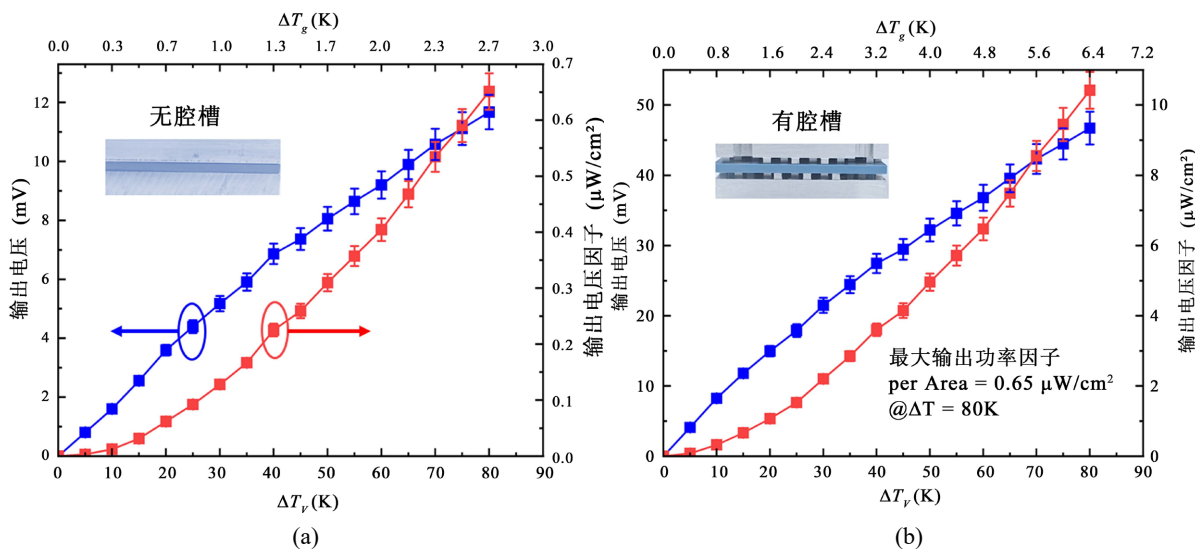 ΔTg (K)
0.0 0.3 0.7 1.0 1.3 1.7 2.0 2.3 2.7 3.0
无腔槽
输出电压 (mV)
12
10
8
6
4
2
0
输出电压因子 (μW/cm²)
0.7
0.6
0.5
0.4
0.3
0.2
0.1
0.0
0 10 20 30 40 50 60 70 80 90
ΔTV (K)
(a)
ΔTg (K)
0.0 0.8 1.6 2.4 3.2 4.0 4.8 5.6 6.4 7.2
有腔槽
输出电压 (mV)
50
40
30
20
10
0
输出电压因子 (μW/cm²)
10
8
6
4
2
0
最大输出功率因子
per Area = 0.65 μW/cm²
@ΔT = 80K
0 10 20 30 40 50 60 70 80 90
ΔTV (K)
(b)